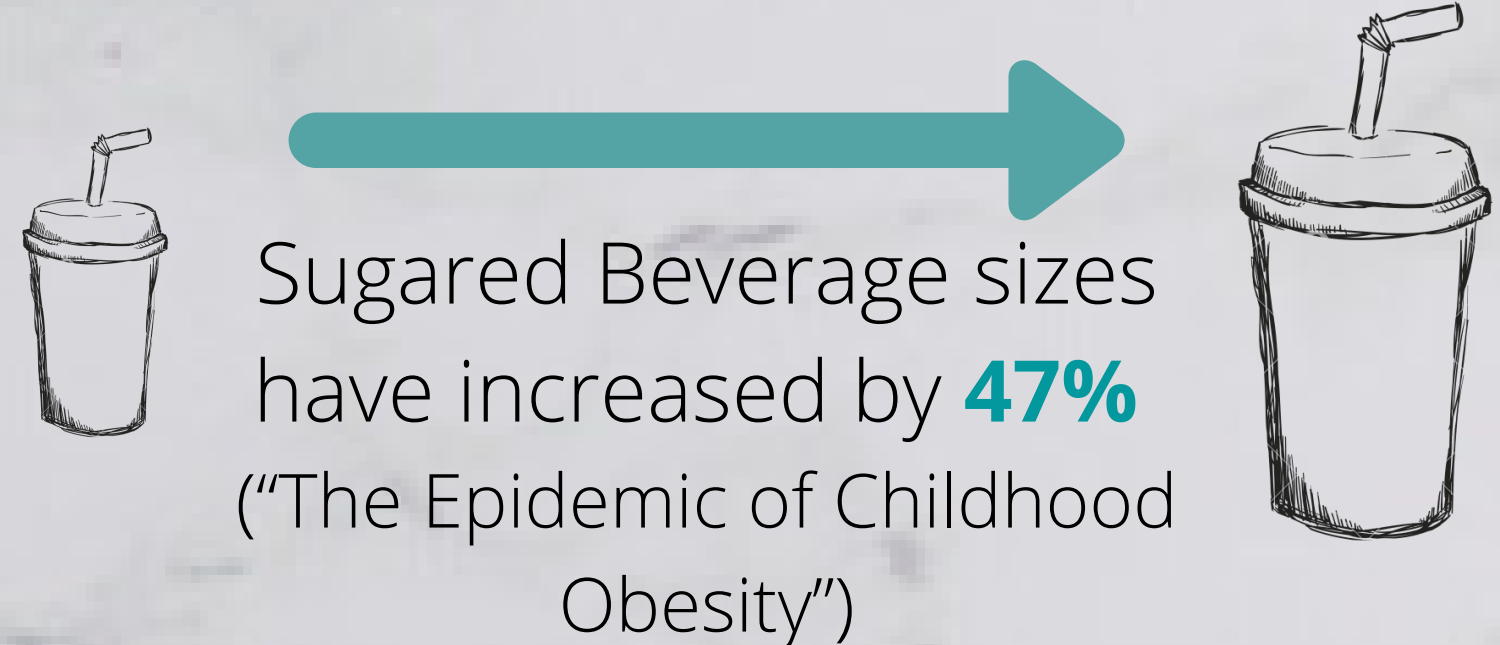 Sugared Beverage sizes
have increased by 47%
(“The Epidemic of Childhood
Obesity”)